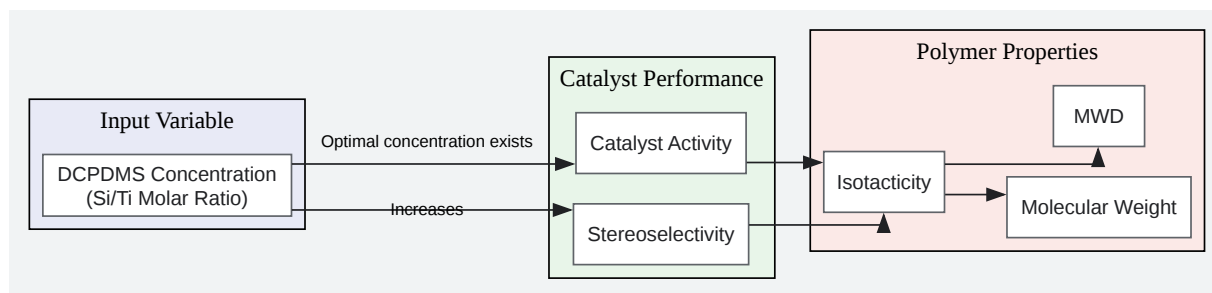 Input Variable
DCPDMS Concentration
(Si/Ti Molar Ratio)
Optimal concentration exists
Increases
Catalyst Performance
Catalyst Activity
Stereoselectivity
Polymer Properties
MWD
Isotacticity
Molecular Weight